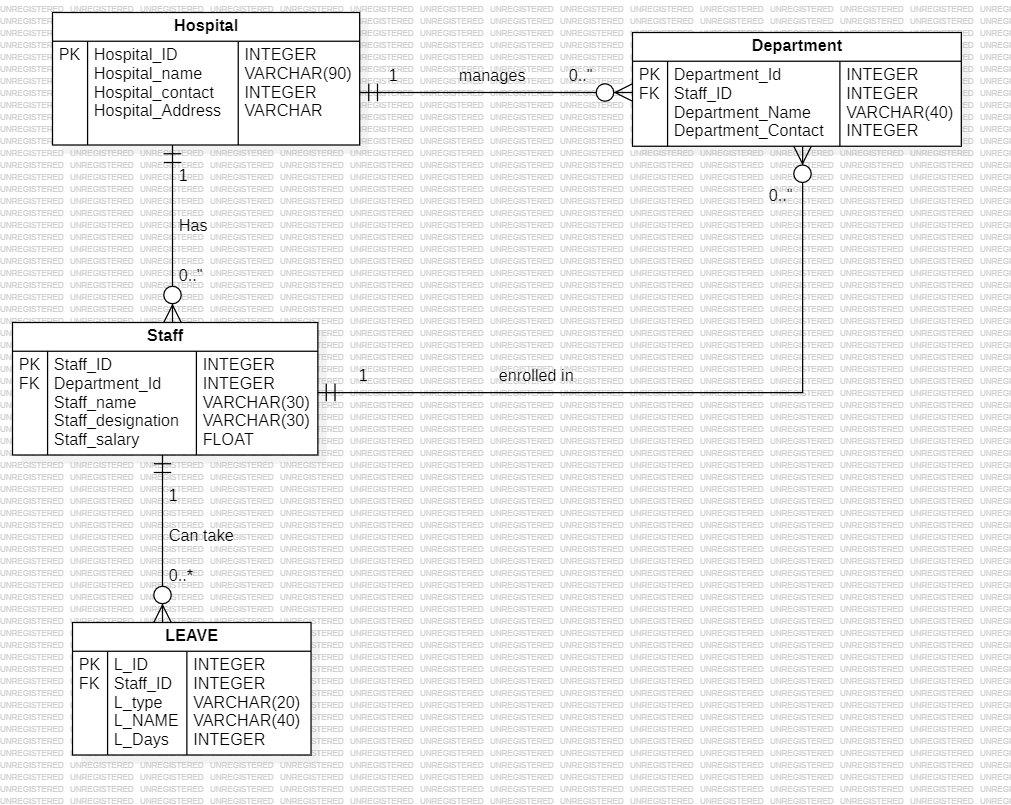 Hospital
PK Hospital_ID INTEGER
Hospital_name VARCHAR(90)
Hospital_contact INTEGER
Hospital_Address VARCHAR
1 manages 0.."
Department
PK Department_Id INTEGER
FK Staff_ID INTEGER
Department_Name VARCHAR(40)
Department_Contact INTEGER
1
Has
0.."
0.."
Staff
PK Staff_ID INTEGER
FK Department_Id INTEGER
Staff_name VARCHAR(30)
Staff_designation VARCHAR(30)
Staff_salary FLOAT
1 enrolled in
1
Can take
0..*
LEAVE
PK L_ID INTEGER
FK Staff_ID INTEGER
L_type VARCHAR(20)
L_NAME VARCHAR(40)
L_Days INTEGER
UNREGISTERED